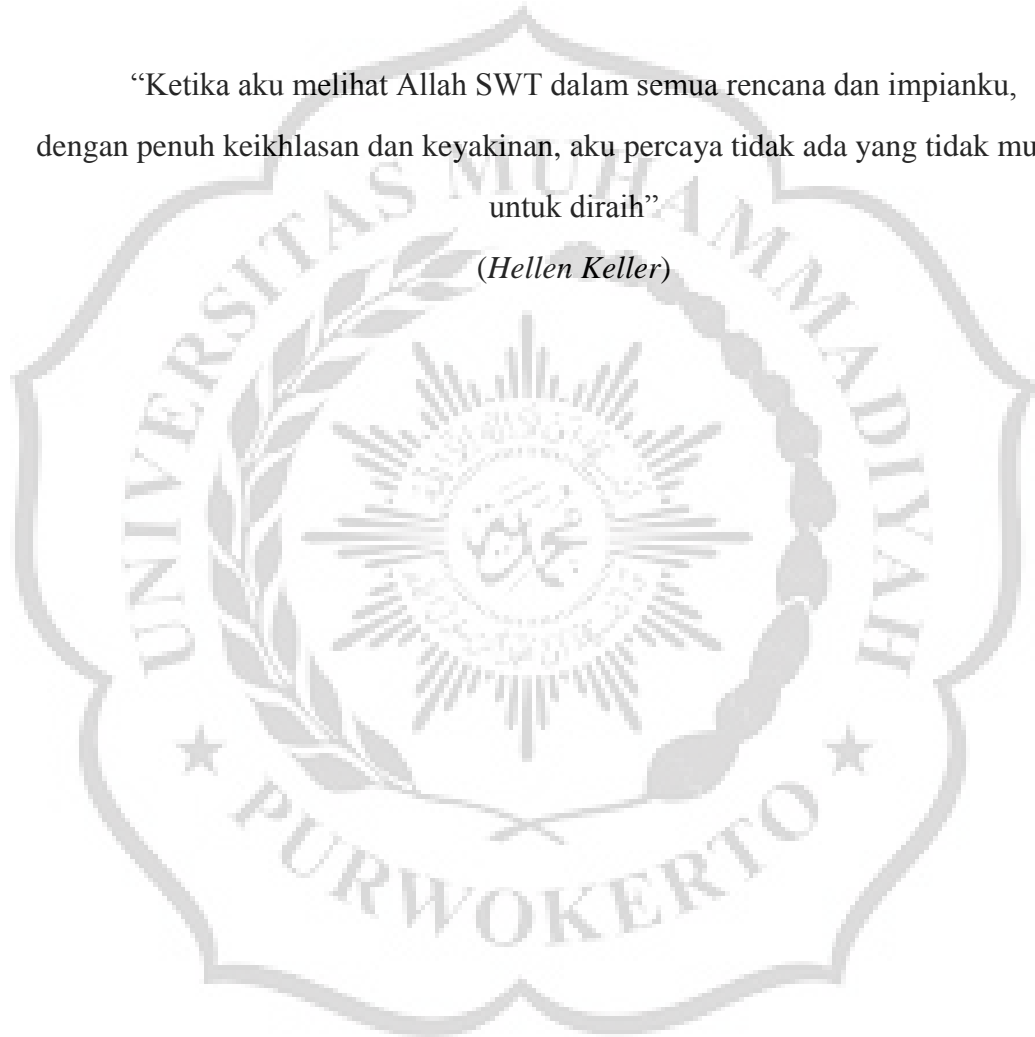 “Ketika aku melihat Allah SWT dalam semua rencana dan impianku,
dengan penuh keikhlasan dan keyakinan, aku percaya tidak ada yang tidak mu
untuk diraih”
(Hellen Keller)
UNIVERSITAS MUHAMMADIYAH
PURWOKERTO